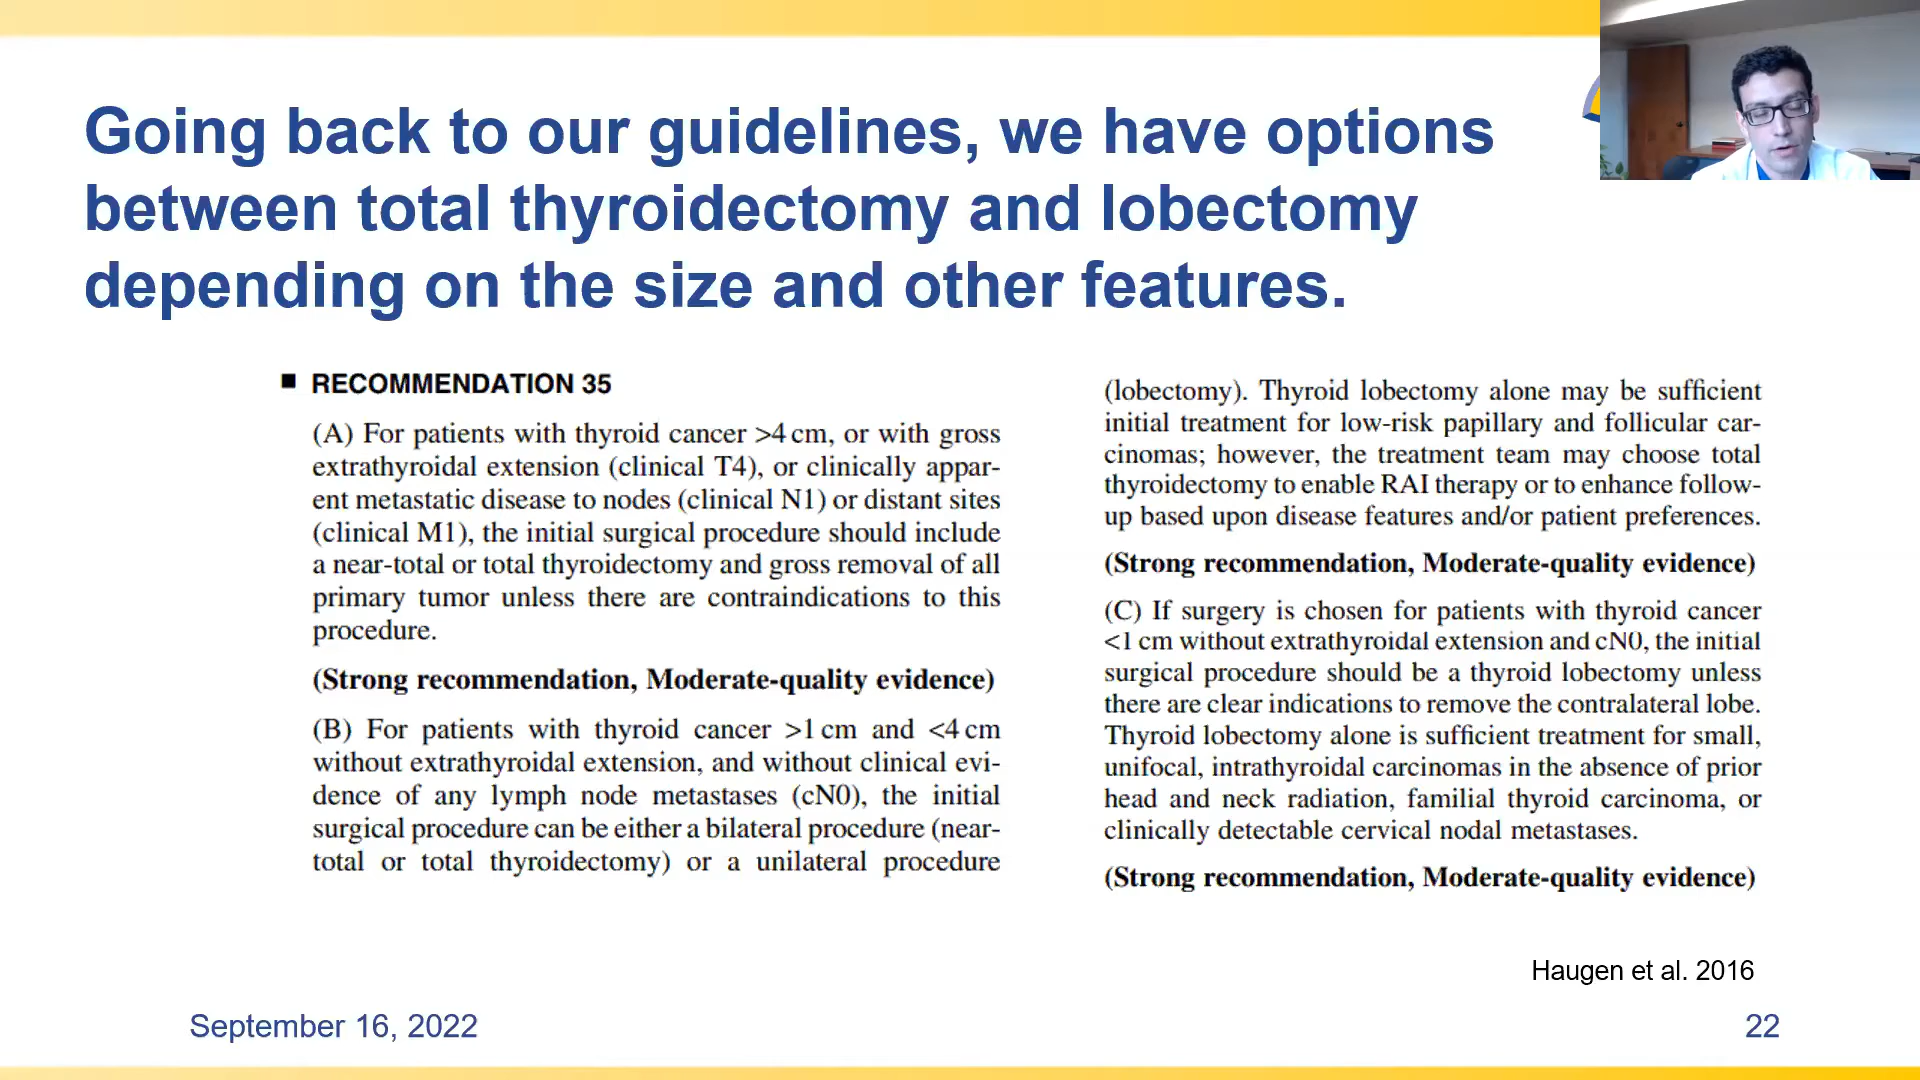 Going back to our guidelines, we have options
between total thyroidectomy and lobectomy
depending on the size and other features.
■ RECOMMENDATION 35
(A) For patients with thyroid cancer >4 cm, or with gross
extrathyroidal extension (clinical T4), or clinically appar-
ent metastatic disease to nodes (clinical N1) or distant sites
(clinical M1), the initial surgical procedure should include
a near-total or total thyroidectomy and gross removal of all
primary tumor unless there are contraindications to this
procedure.
(Strong recommendation, Moderate-quality evidence)
(B) For patients with thyroid cancer >1 cm and <4 cm
without extrathyroidal extension, and without clinical evi-
dence of any lymph node metastases (cN0), the initial
surgical procedure can be either a bilateral procedure (near-
total or total thyroidectomy) or a unilateral procedure
(lobectomy). Thyroid lobectomy alone may be sufficient
initial treatment for low-risk papillary and follicular car-
cinomas; however, the treatment team may choose total
thyroidectomy to enable RAI therapy or to enhance follow-
up based upon disease features and/or patient preferences.
(Strong recommendation, Moderate-quality evidence)
(C) If surgery is chosen for patients with thyroid cancer
<1 cm without extrathyroidal extension and cN0, the initial
surgical procedure should be a thyroid lobectomy unless
there are clear indications to remove the contralateral lobe.
Thyroid lobectomy alone is sufficient treatment for small,
unifocal, intrathyroidal carcinomas in the absence of prior
head and neck radiation, familial thyroid carcinoma, or
clinically detectable cervical nodal metastases.
(Strong recommendation, Moderate-quality evidence)
Haugen et al. 2016
September 16, 2022
22